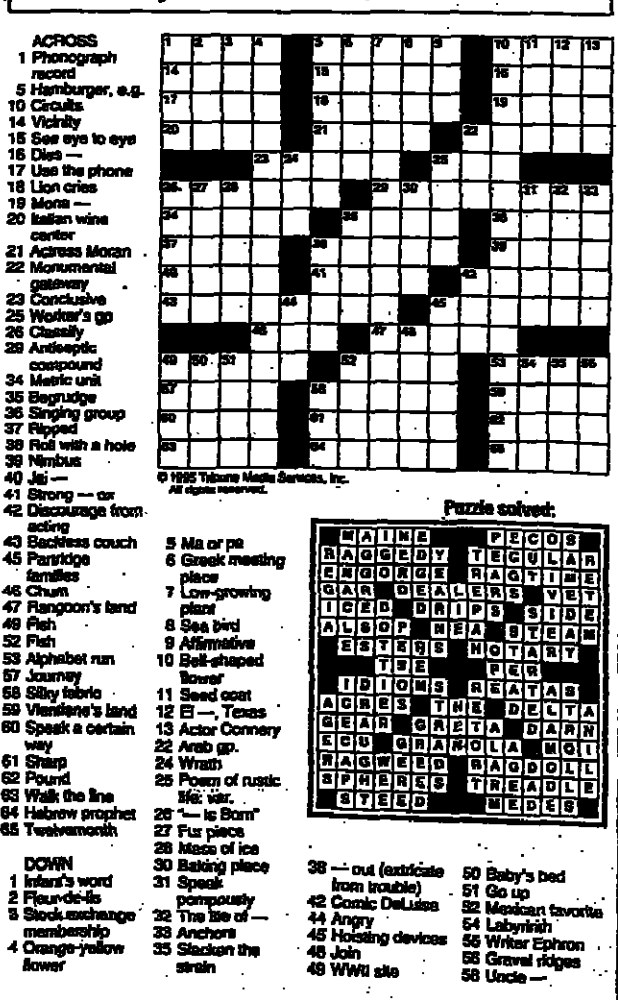 ACROSS
1 Phonograph
record
5 Hamburger, e.g.
10 Circuits
14 Vicinity
15 See eye to eye
16 Dies —
17 Use the phone
18 Lion cries
19 Mona —
20 Italian wine
center
21 Actress Moran
22 Monumental
gateway
23 Conclusive
25 Worker's gp
26 Classify
29 Antiseptic
compound
34 Metric unit
35 Begrudge
36 Singing group
37 Ripped
38 Roll with a hole
39 Nimbus
40 Jai —
41 Strong — ox
42 Discourage from
acting
43 Backless couch
45 Partridge
families
46 Chum
47 Rangoon's land
49 Fish
52 Fish
53 Alphabet run
57 Journey
58 Silky fabric
59 Vientiane's land
60 Speak a certain
way
61 Sharp
62 Pound
63 Walk the line
64 Hebrew prophet
65 Twelvemonth
DOWN
1 Infant's word
2 Fleur-de-lis
3 Stock exchange
membership
4 Orange-yellow
flower
© 1995 Tribune Media Services, Inc.
All rights reserved.
5 Ma or pa
6 Greek meeting
place
7 Low-growing
plant
8 Sea bird
9 Affirmative
10 Bell-shaped
flower
11 Seed coat
12 El —, Texas
13 Actor Connery
22 Arab gp.
24 Wrath
25 Poem of rustic
life: var.
26 "— Is Born"
27 Fur piece
28 Mass of ice
30 Baking place
31 Speak
pompously
32 The life of —
33 Anchors
35 Slacken the
strain
38 — out (extricate
from trouble)
42 Comic DeLuise
44 Angry
45 Hoisting devices
48 Join
49 WWII site
50 Baby's bed
51 Go up
52 Mexican favorite
54 Labyrinth
55 Writer Ephron
56 Gravel ridges
58 Uncle —
Puzzle solved:
MAINE PECOS
RAGGEDY TEGULAR
ENGORGE RAGTIME
GAR DEALERS VET
ICED DRIPS SIDE
ALSOP NEA STEAM
ESTERS NOTARY
TSE PER
IDIOMS REATAS
ACRES THE DELTA
GEAR GRETA DARN
ECU GRANOLA MOI
RAGWEED RAGDOLL
SPHERES TREADLE
STEED MEDES